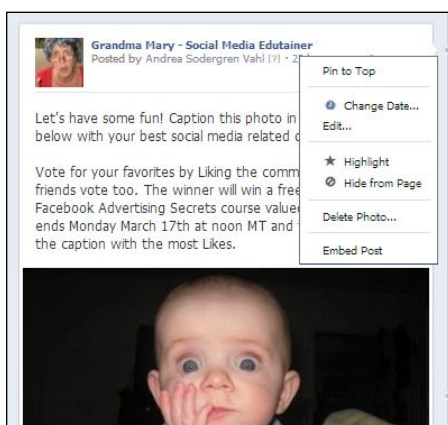 Grandma Mary - Social Media Edutainer
Posted by Andrea Sodergren Vahl [?] ·
Pin to Top
Change Date...
Edit...
Highlight
Hide from Page
Delete Photo...
Embed Post
Let's have some fun! Caption this photo in
below with your best social media related
Vote for your favorites by Liking the comm
friends vote too. The winner will win a free
Facebook Advertising Secrets course valued
ends Monday March 17th at noon MT and
the caption with the most Likes.